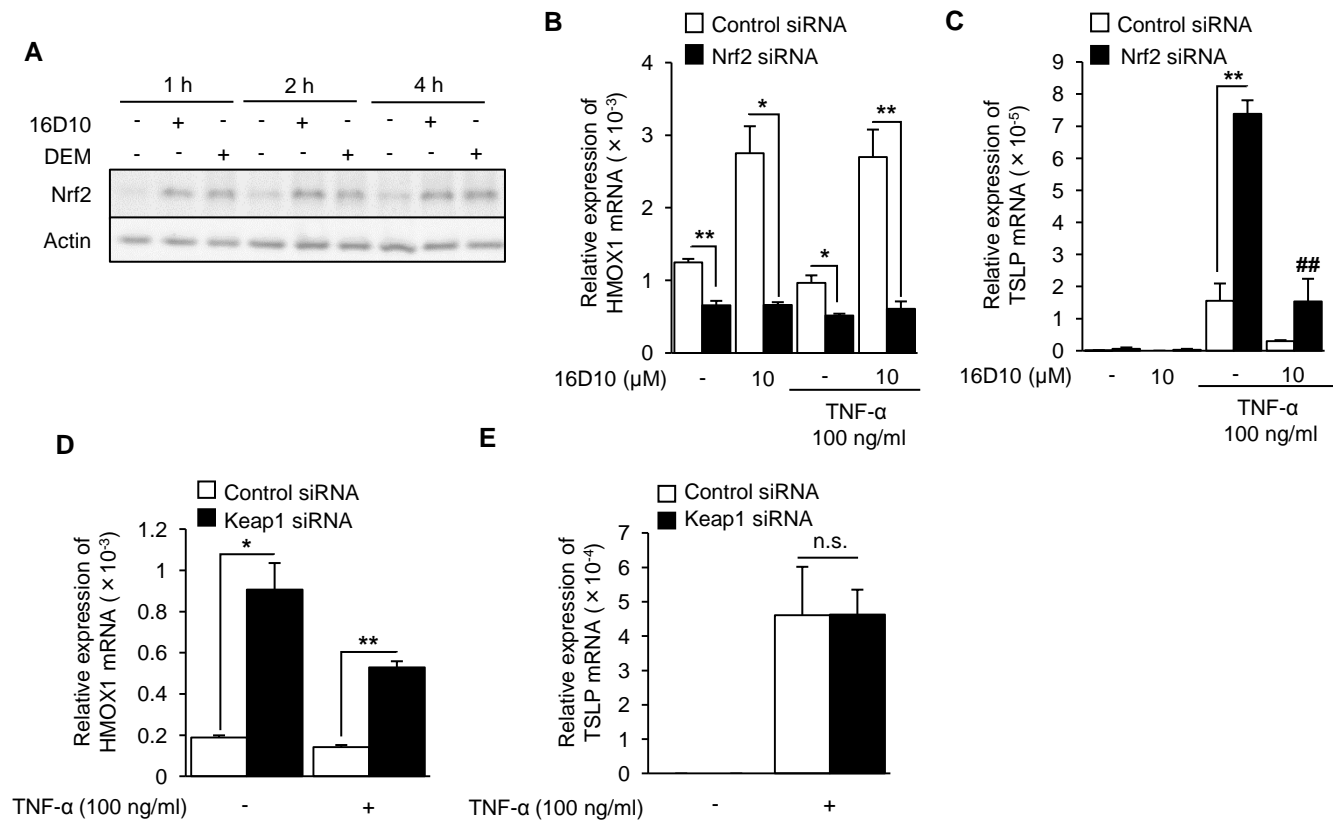 A
1 h 2 h 4 h
16D10 - + - - + - - + -
DEM - - + - - + - - +
Nrf2
Actin
B
Control siRNA
Nrf2 siRNA
Relative expression of
HMOX1 mRNA (×10-3)
4
3
2
1
0
** * * **
16D10 (μM) - 10 - 10
TNF-α
100 ng/ml
C
Control siRNA
Nrf2 siRNA
Relative expression of
TSLP mRNA (×10-5)
9
8
7
6
5
4
3
2
1
0
**
##
16D10 (μM) - 10 - 10
TNF-α
100 ng/ml
D
Control siRNA
Keap1 siRNA
Relative expression of
HMOX1 mRNA (×10-3)
1.2
1
0.8
0.6
0.4
0.2
0
*
**
TNF-α (100 ng/ml) - +
E
Control siRNA
Keap1 siRNA
Relative expression of
TSLP mRNA (×10-4)
7
6
5
4
3
2
1
0
n.s.
TNF-α (100 ng/ml) - +